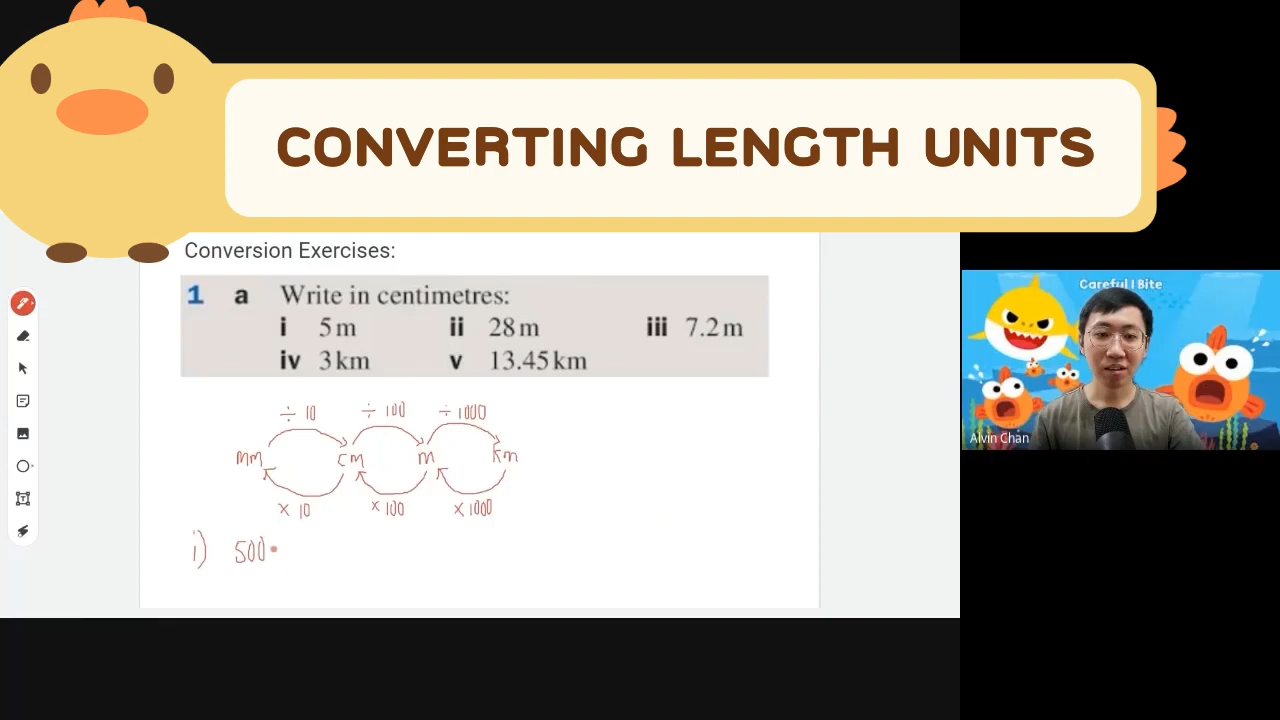 CONVERTING LENGTH UNITS
Conversion Exercises:
1 a Write in centimetres:
i 5 m ii 28 m iii 7.2 m
iv 3 km v 13.45 km
÷ 10 ÷ 100 ÷ 1000
mm cm m km
× 10 × 100 × 1000
i) 500
Careful I Bite
Alvin Chan